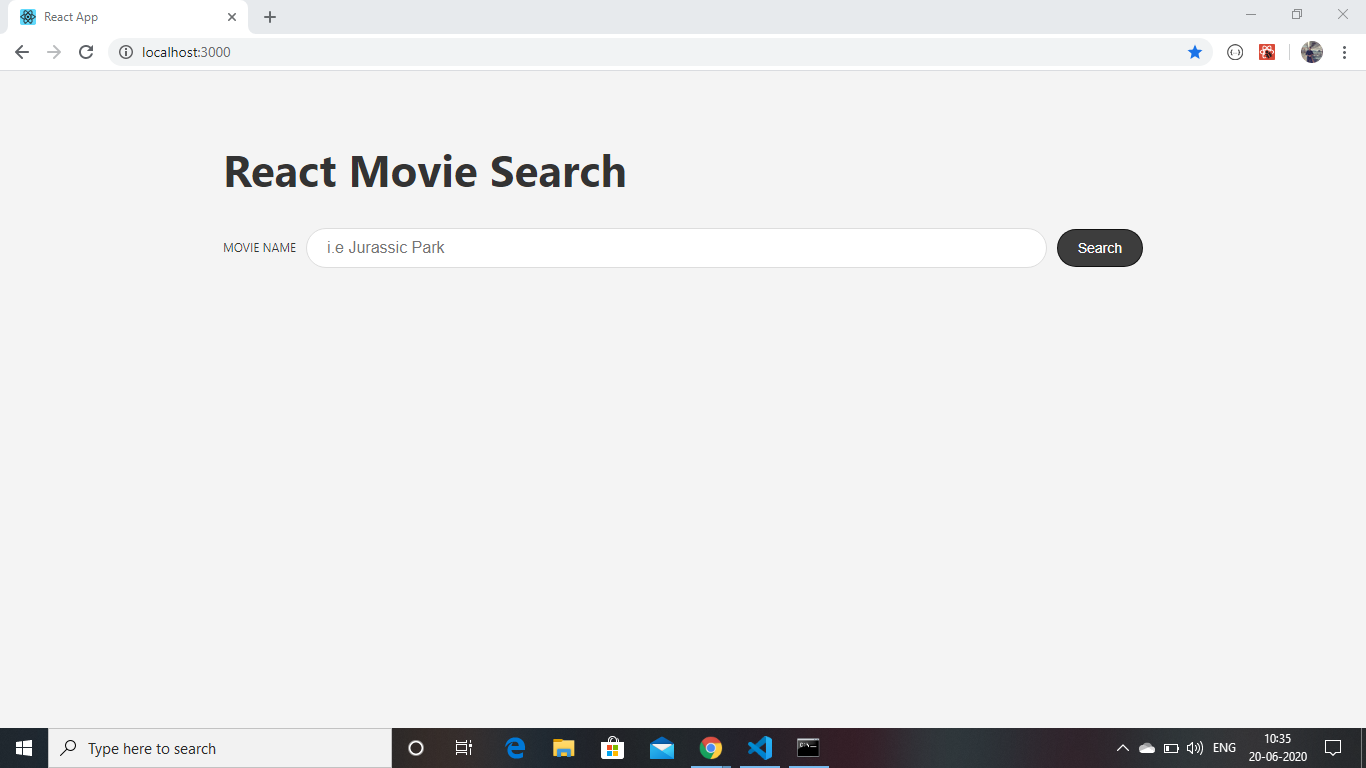 React App
localhost:3000
React Movie Search
MOVIE NAME
i.e Jurassic Park
Search
Type here to search
ENG
10:35
20-06-2020